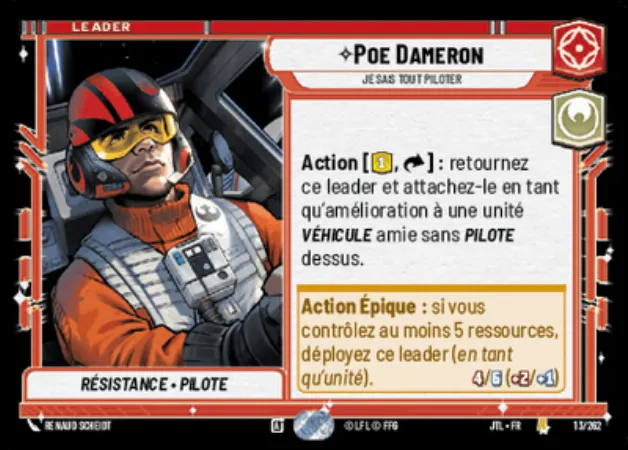 LEADER
POE DAMERON
JE SAIS TOUT PILOTER
Action [1, ] : retournez
ce leader et attachez-le en tant
qu'amélioration à une unité
VÉHICULE amie sans PILOTE
dessus.
Action Épique : si vous
contrôlez au moins 5 ressources,
déployez ce leader (en tant
qu'unité). 4/6 (+2/+1)
RÉSISTANCE • PILOTE
RENAUD SCHEIDT
© LFL © FFG
JTL • FR
13/262